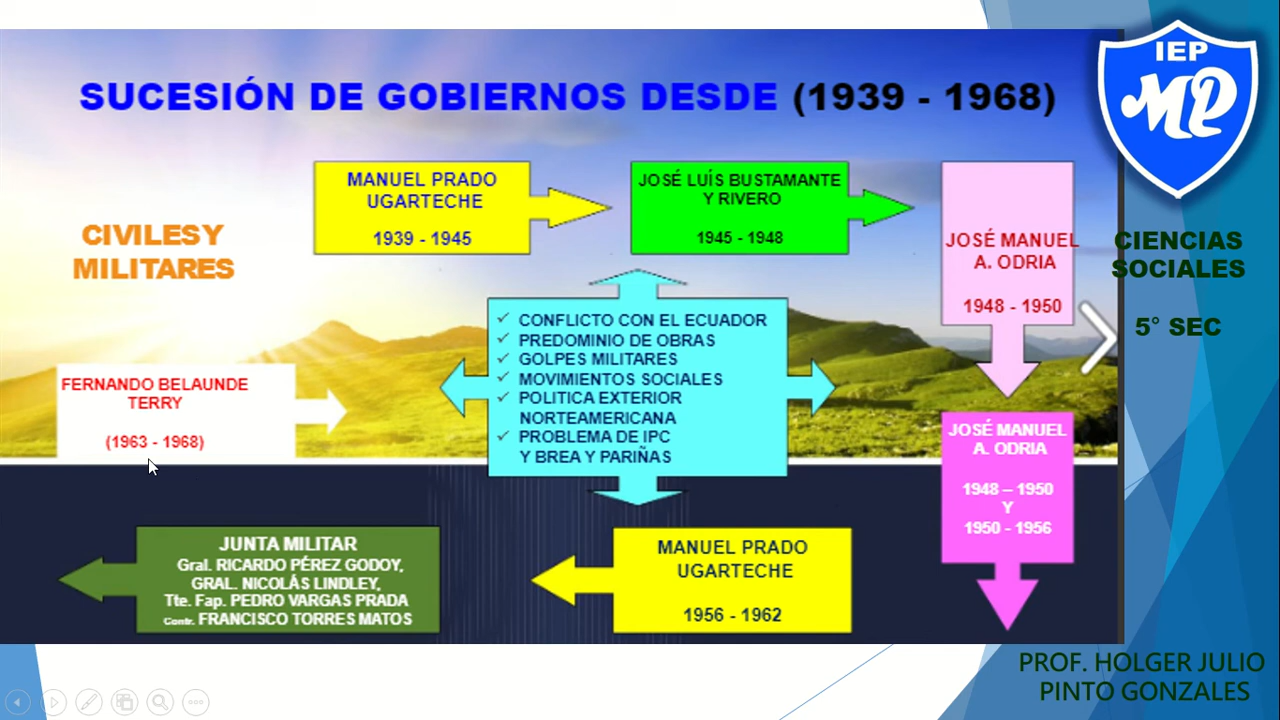 SUCESIÓN DE GOBIERNOS DESDE (1939 - 1968)
IEP
MP
MANUEL PRADO
UGARTECHE
1939 - 1945
JOSÉ LUÍS BUSTAMANTE
Y RIVERO
1945 - 1948
JOSÉ MANUEL
A. ODRIA
1948 - 1950
CIVILES Y
MILITARES
CIENCIAS
SOCIALES
5° SEC
CONFLICTO CON EL ECUADOR
PREDOMINIO DE OBRAS
GOLPES MILITARES
MOVIMIENTOS SOCIALES
POLITICA EXTERIOR
NORTEAMERICANA
PROBLEMA DE IPC
Y BREA Y PARIÑAS
FERNANDO BELAUNDE
TERRY
(1963 - 1968)
JOSÉ MANUEL
A. ODRIA
1948 – 1950
Y
1950 - 1956
JUNTA MILITAR
Gral. RICARDO PÉREZ GODOY,
GRAL. NICOLÁS LINDLEY,
Tte. Fap. PEDRO VARGAS PRADA
Contr. FRANCISCO TORRES MATOS
MANUEL PRADO
UGARTECHE
1956 - 1962
PROF. HOLGER JULIO
PINTO GONZALES